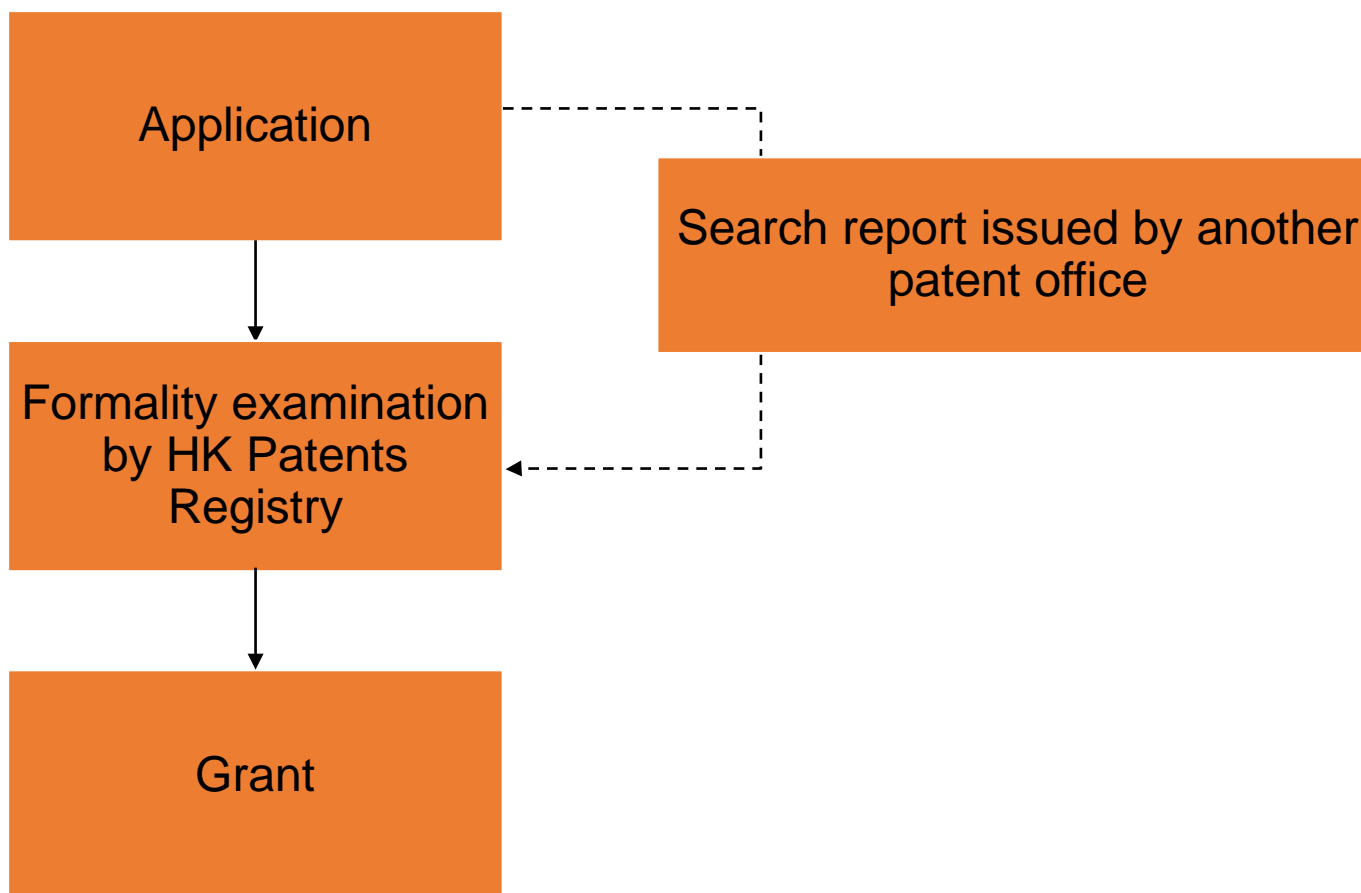 Application
Search report issued by another
patent office
Formality examination
by HK Patents
Registry
Grant